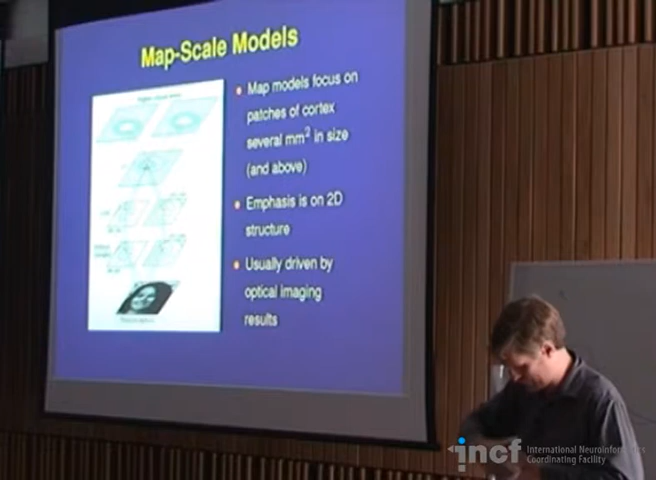 Map-Scale Models
Map models focus on
patches of cortex
several mm² in size
(and above)
Emphasis is on 2D
structure
Usually driven by
optical imaging
results
incf
International Neuroinformatics
Coordinating Facility